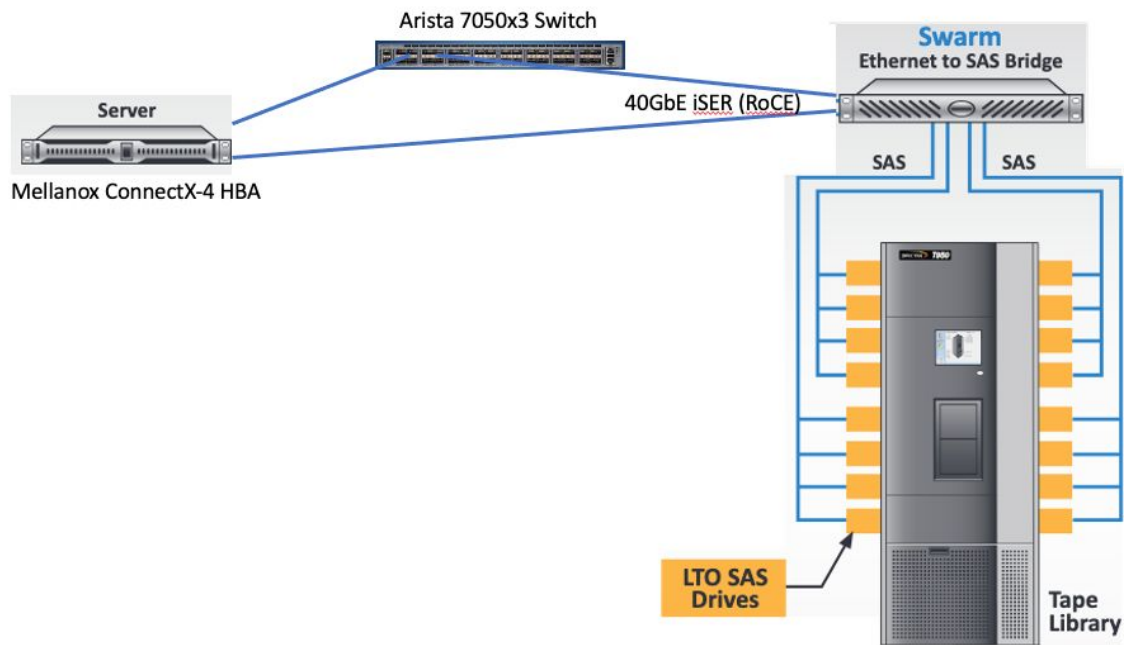 Arista 7050x3 Switch
Swarm
Ethernet to SAS Bridge
Server
40GbE iSER (RoCE)
Mellanox ConnectX-4 HBA
SAS
SAS
T950
LTO SAS
Drives
Tape
Library